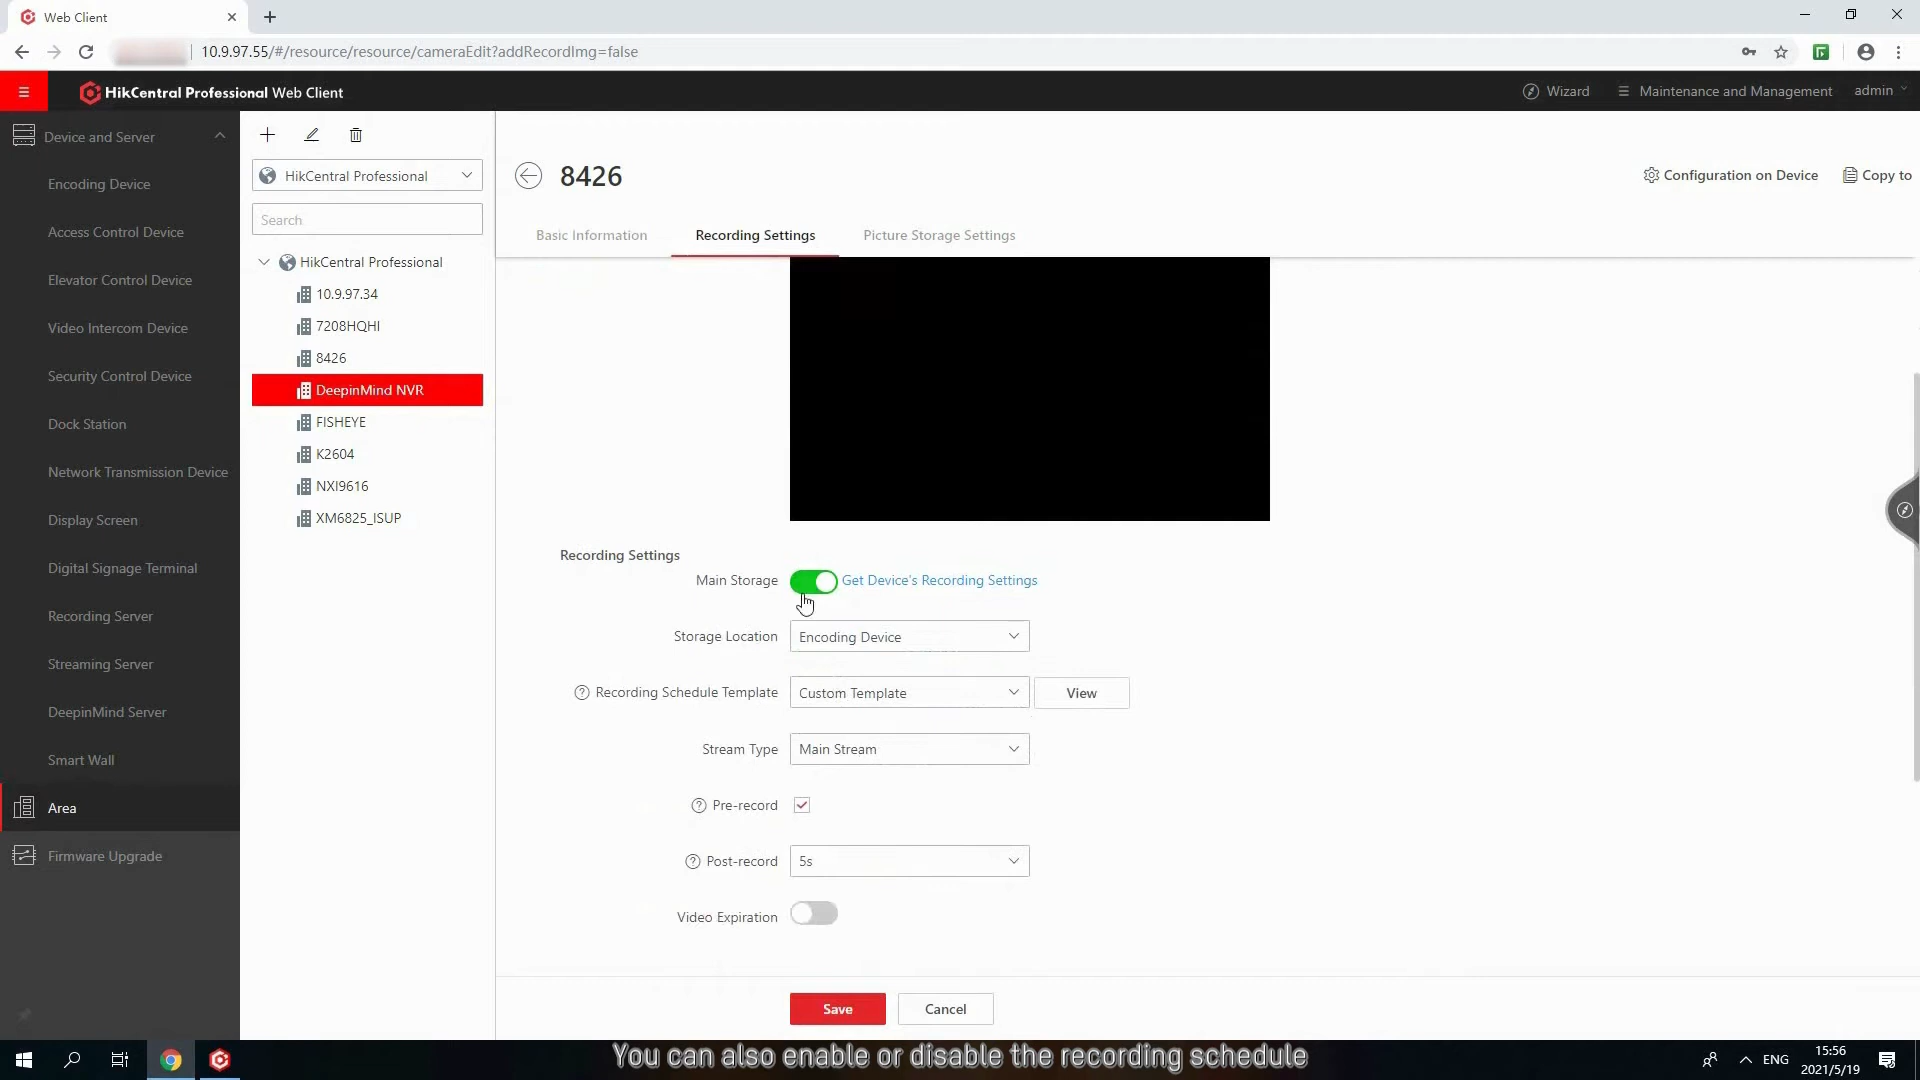 Web Client
10.9.97.55/#/resource/resource/cameraEdit?addRecordImg=false
HikCentral Professional Web Client
Wizard
Maintenance and Management
admin
Device and Server
Encoding Device
Access Control Device
Elevator Control Device
Video Intercom Device
Security Control Device
Dock Station
Network Transmission Device
Display Screen
Digital Signage Terminal
Recording Server
Streaming Server
DeepinMind Server
Smart Wall
Area
Firmware Upgrade
HikCentral Professional
Search
HikCentral Professional
10.9.97.34
7208HQHI
8426
DeepinMind NVR
FISHEYE
K2604
NXI9616
XM6825_ISUP
8426
Configuration on Device
Copy to
Basic Information
Recording Settings
Picture Storage Settings
Recording Settings
Main Storage
Get Device's Recording Settings
Storage Location
Encoding Device
Recording Schedule Template
Custom Template
View
Stream Type
Main Stream
Pre-record
Post-record
5s
Video Expiration
Save
Cancel
You can also enable or disable the recording schedule
ENG
15:56
2021/5/19